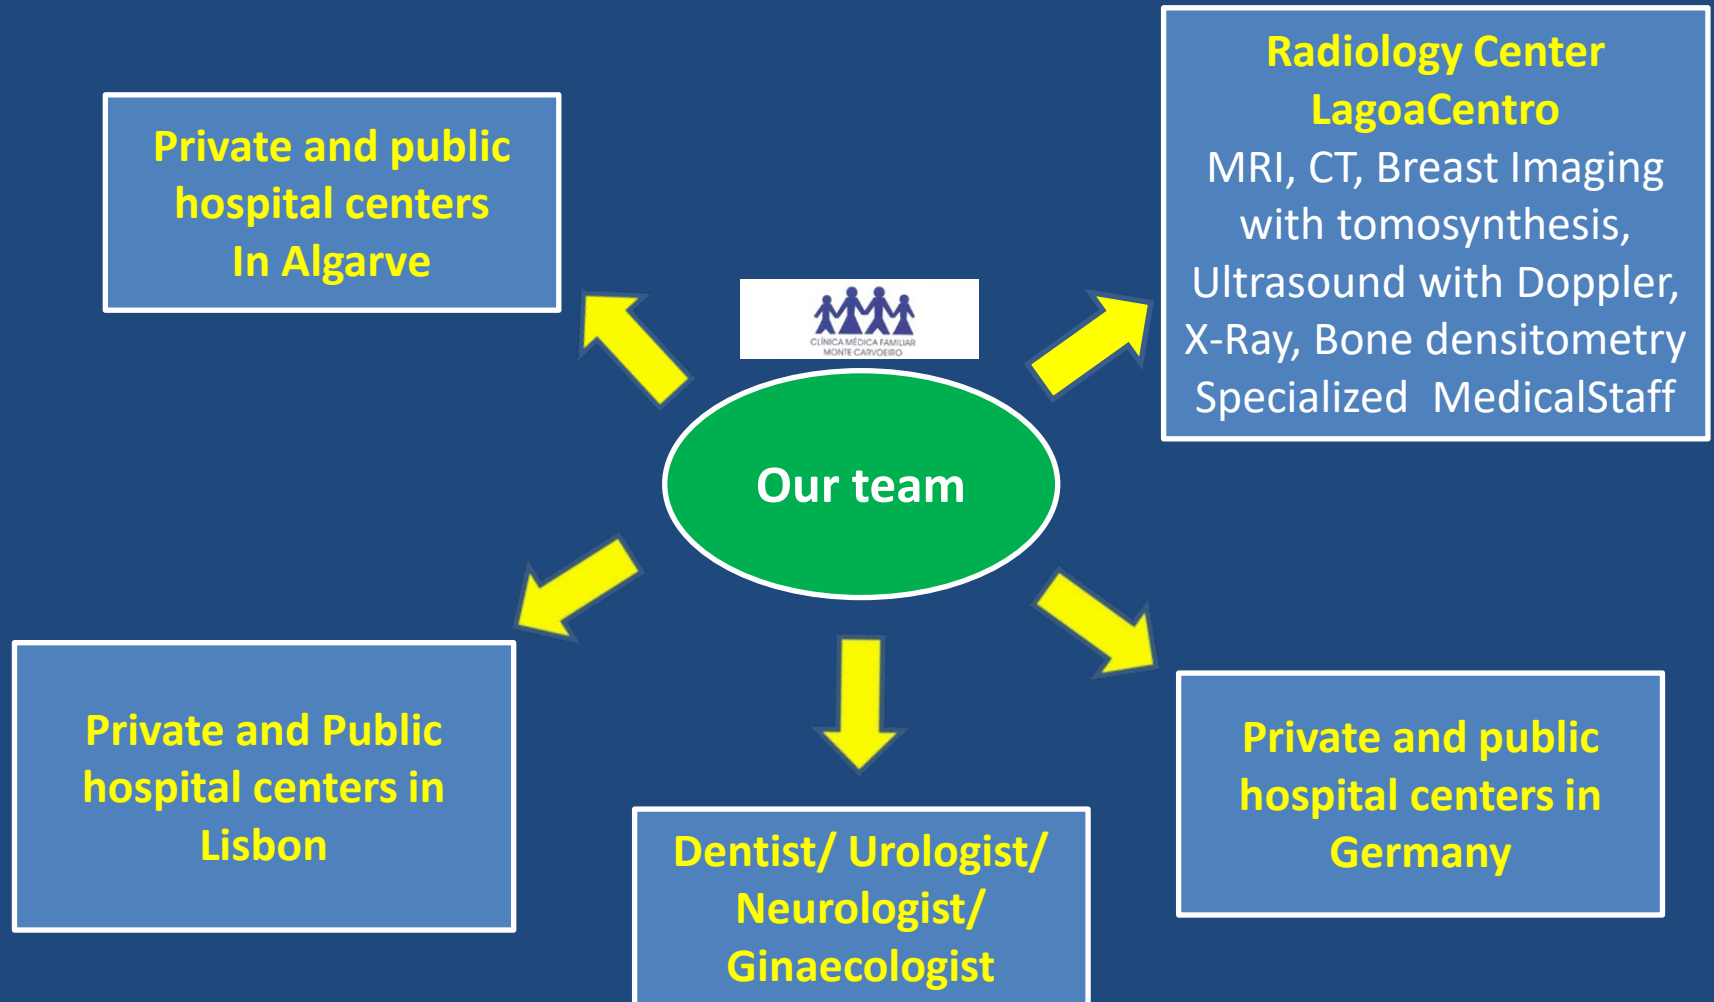 Private and public
hospital centers
In Algarve
Radiology Center
LagoaCentro
MRI, CT, Breast Imaging
with tomosynthesis,
Ultrasound with Doppler,
X-Ray, Bone densitometry
Specialized  MedicalStaff
CLÍNICA MÉDICA FAMILIAR
MONTE CARVOEIRO
Our team
Private and Public
hospital centers in
Lisbon
Dentist/ Urologist/
Neurologist/
Ginaecologist
Private and public
hospital centers in
Germany